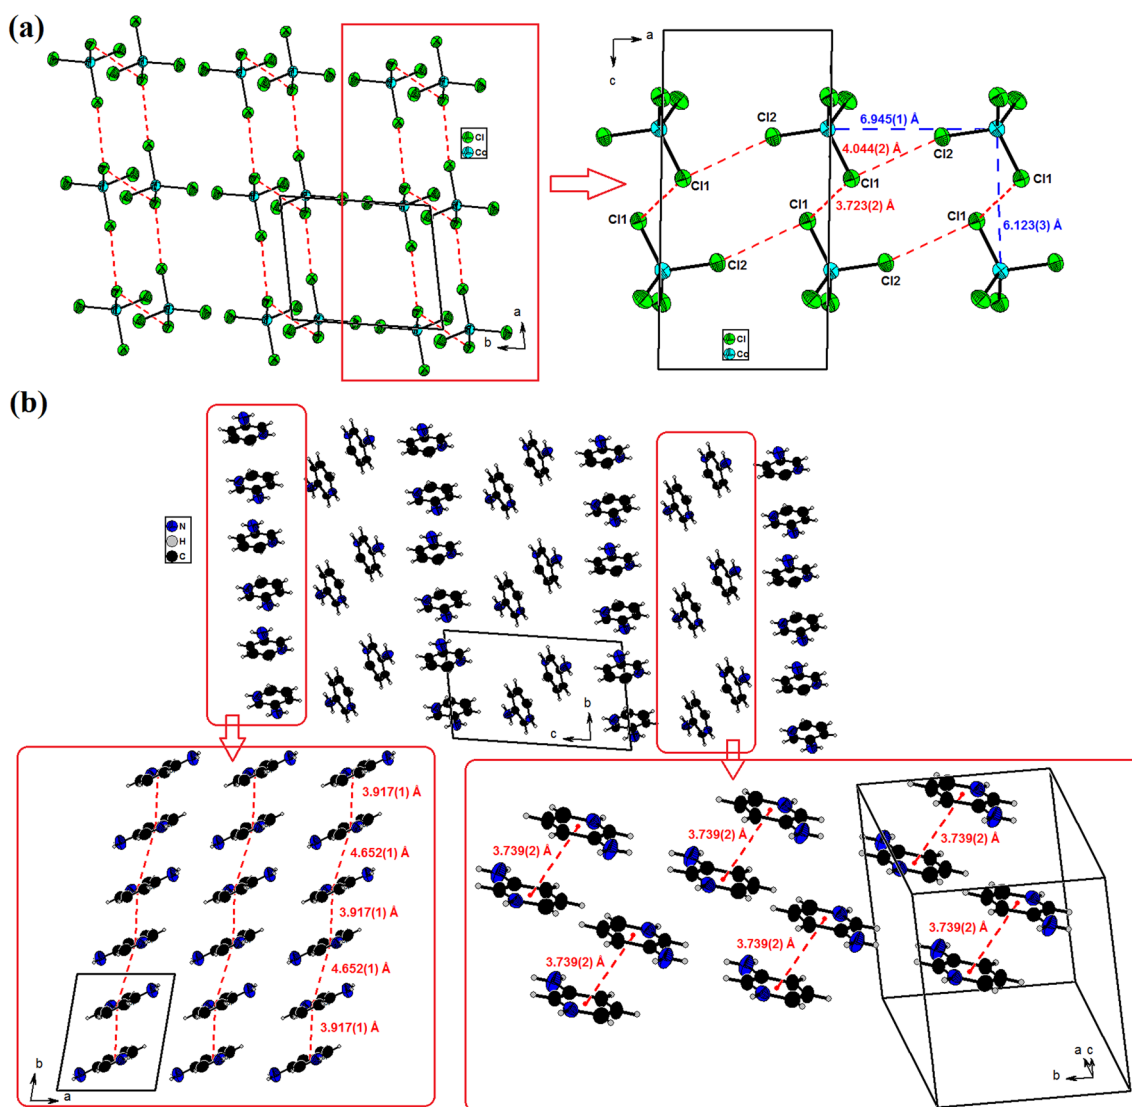 (a)
Cl
Co
a
b
a
c
Cl2
6.945(1) Å
4.044(2) Å
Cl2
Cl1
Cl1
Cl1
Cl1
3.723(2) Å
Cl1
Cl1
6.123(3) Å
Cl2
Cl2
Cl
Co
(b)
N
H
C
b
c
3.917(1) Å
4.652(1) Å
3.917(1) Å
4.652(1) Å
3.917(1) Å
b
a
3.739(2) Å
3.739(2) Å
3.739(2) Å
3.739(2) Å
3.739(2) Å
3.739(2) Å
a c
b